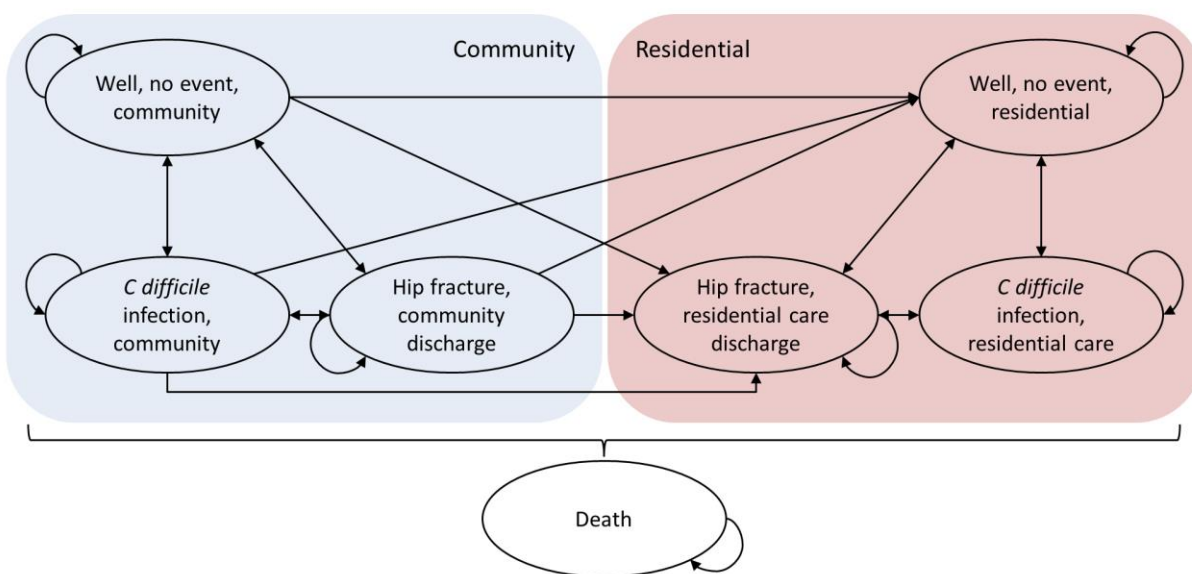 Community
Residential
Well, no event,
community
Well, no event,
residential
C difficile
infection,
community
Hip fracture,
community
discharge
Hip fracture,
residential care
discharge
C difficile
infection,
residential care
Death